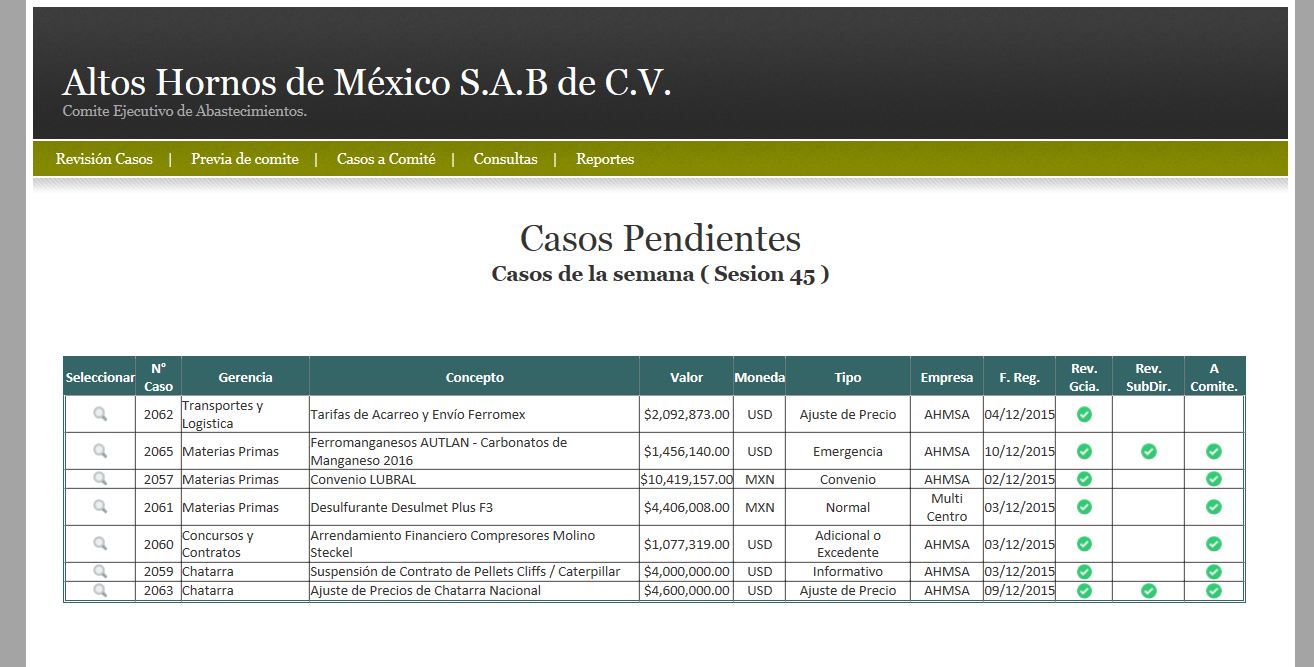 Altos Hornos de México S.A.B de C.V.
Comite Ejecutivo de Abastecimientos.
Revisión Casos | Previa de comite | Casos a Comité | Consultas | Reportes
Casos Pendientes
Casos de la semana ( Sesion 45 )
Seleccionar N° Caso Gerencia Concepto Valor Moneda Tipo Empresa F. Reg. Rev. Gcia. Rev. SubDir. A Comite.
2062 Transportes y Logistica Tarifas de Acarreo y Envío Ferromex $2,092,873.00 USD Ajuste de Precio AHMSA 04/12/2015
2065 Materias Primas Ferromanganesos AUTLAN - Carbonatos de Manganeso 2016 $1,456,140.00 USD Emergencia AHMSA 10/12/2015
2057 Materias Primas Convenio LUBRAL $10,419,157.00 MXN Convenio AHMSA 02/12/2015
2061 Materias Primas Desulfurante Desulmet Plus F3 $4,406,008.00 MXN Normal Multi Centro 03/12/2015
2060 Concursos y Contratos Arrendamiento Financiero Compresores Molino Steckel $1,077,319.00 USD Adicional o Excedente AHMSA 03/12/2015
2059 Chatarra Suspensión de Contrato de Pellets Cliffs / Caterpillar $4,000,000.00 USD Informativo AHMSA 03/12/2015
2063 Chatarra Ajuste de Precios de Chatarra Nacional $4,600,000.00 USD Ajuste de Precio AHMSA 09/12/2015